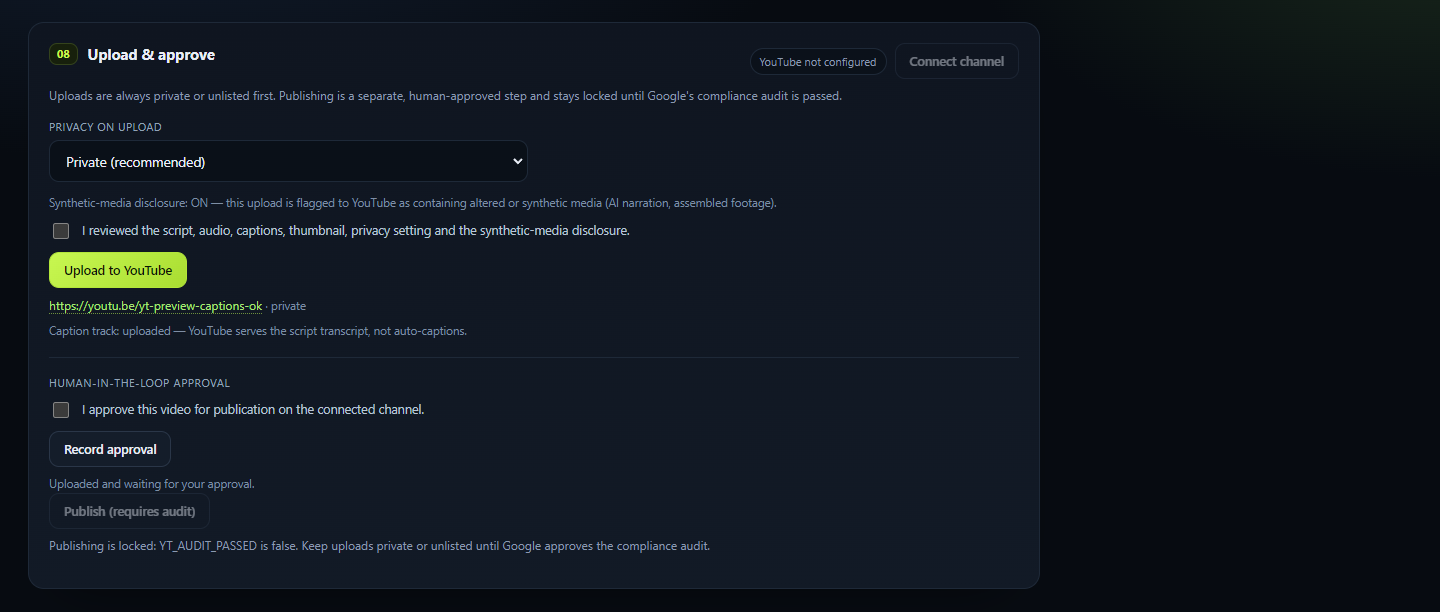 08 Upload & approve
YouTube not configured
Connect channel
Uploads are always private or unlisted first. Publishing is a separate, human-approved step and stays locked until Google's compliance audit is passed.
PRIVACY ON UPLOAD
Private (recommended)
Synthetic-media disclosure: ON — this upload is flagged to YouTube as containing altered or synthetic media (AI narration, assembled footage).
I reviewed the script, audio, captions, thumbnail, privacy setting and the synthetic-media disclosure.
Upload to YouTube
https://youtu.be/yt-preview-captions-ok · private
Caption track: uploaded — YouTube serves the script transcript, not auto-captions.
HUMAN-IN-THE-LOOP APPROVAL
I approve this video for publication on the connected channel.
Record approval
Uploaded and waiting for your approval.
Publish (requires audit)
Publishing is locked: YT_AUDIT_PASSED is false. Keep uploads private or unlisted until Google approves the compliance audit.